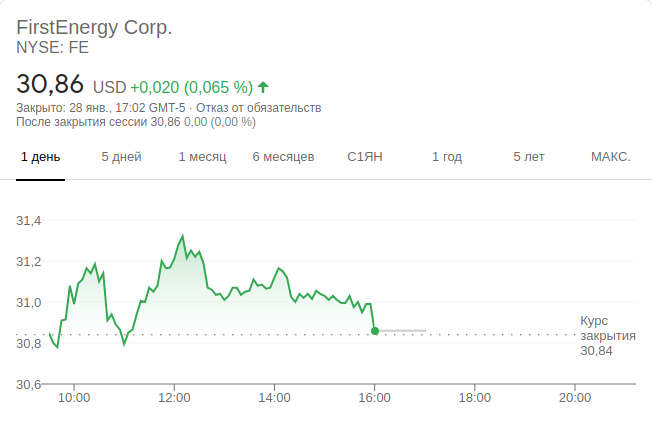 FirstEnergy Corp.
NYSE: FE
30,86 USD +0,020 (0,065 %)
Закрыто: 28 янв., 17:02 GMT-5 · Отказ от обязательств
После закрытия сессии 30,86 0,00 (0,00 %)
1 день 5 дней 1 месяц 6 месяцев С1ЯН 1 год 5 лет МАКС.
31,4
31,2
31,0
30,8
30,6
Курс
закрытия
30,84
10:00 12:00 14:00 16:00 18:00 20:00